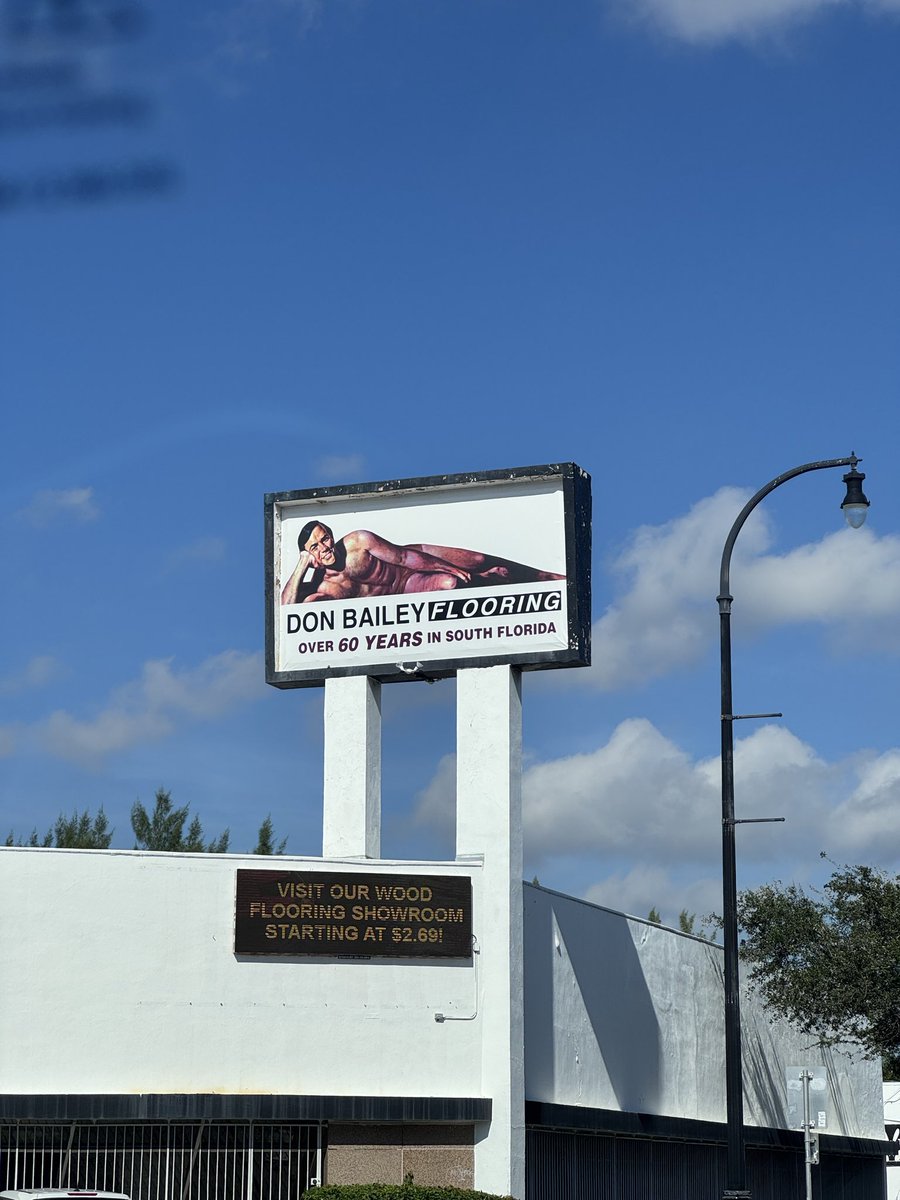 DON BAILEY FLOORING
OVER 60 YEARS IN SOUTH FLORIDA
VISIT OUR WOOD
FLOORING SHOWROOM
STARTING AT $2.69!